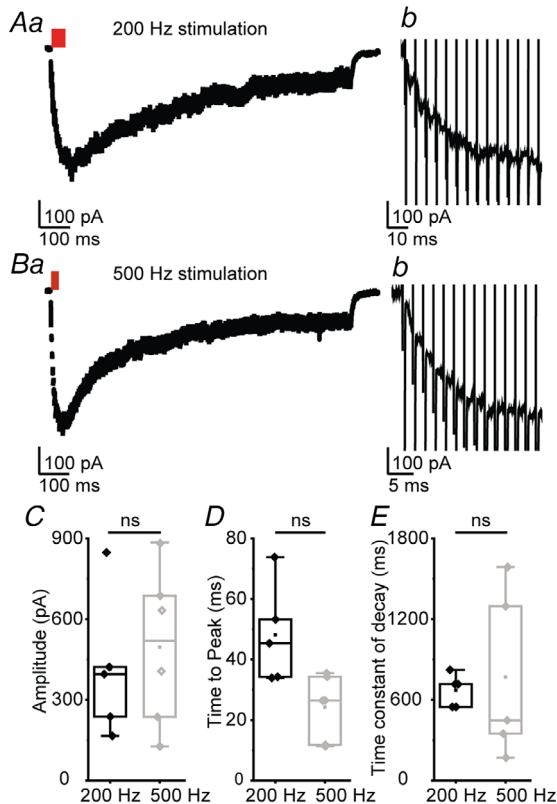 Aa
200 Hz stimulation
b
100 pA
100 ms
100 pA
10 ms
Ba
500 Hz stimulation
b
100 pA
100 ms
100 pA
5 ms
C
ns
Amplitude (pA)
900
600
300
0
200 Hz 500 Hz
D
ns
Time to Peak (ms)
80
60
40
20
0
200 Hz 500 Hz
E
ns
Time constant of decay (ms)
1800
1200
600
0
200 Hz 500 Hz